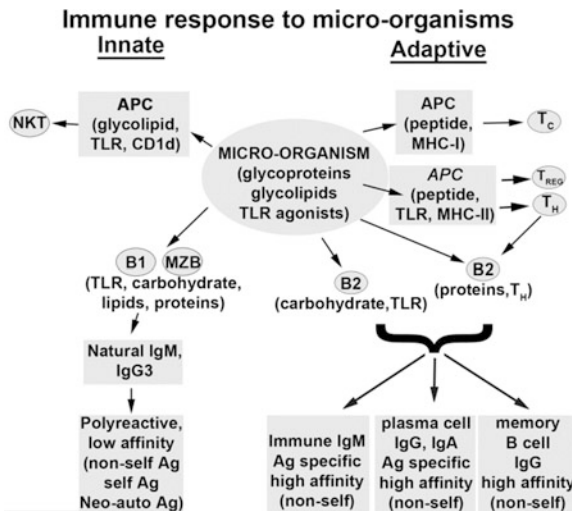 Immune response to micro-organisms
Innate
Adaptive
NKT
APC
(glycolipid,
TLR, CD1d)
MICRO-ORGANISM
(glycoproteins
glycolipids
TLR agonists)
APC
(peptide,
MHC-I)
TC
APC
(peptide,
TLR, MHC-II)
TREG
TH
B1
MZB
(TLR, carbohydrate,
lipids, proteins)
B2
(carbohydrate,TLR)
B2
(proteins,TH)
Natural IgM,
IgG3
Polyreactive,
low affinity
(non-self Ag
self Ag
Neo-auto Ag)
Immune IgM
Ag specific
high affinity
(non-self)
plasma cell
IgG, IgA
Ag specific
high affinity
(non-self)
memory
B cell
IgG
high affinity
(non-self)